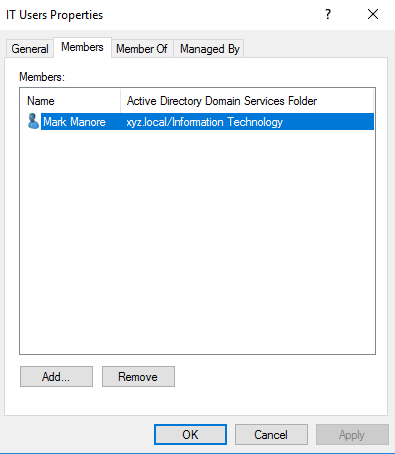 IT Users Properties
General Members Member Of Managed By
Members:
Name Active Directory Domain Services Folder
Mark Manore xyz.local/Information Technology
Add... Remove
OK Cancel Apply